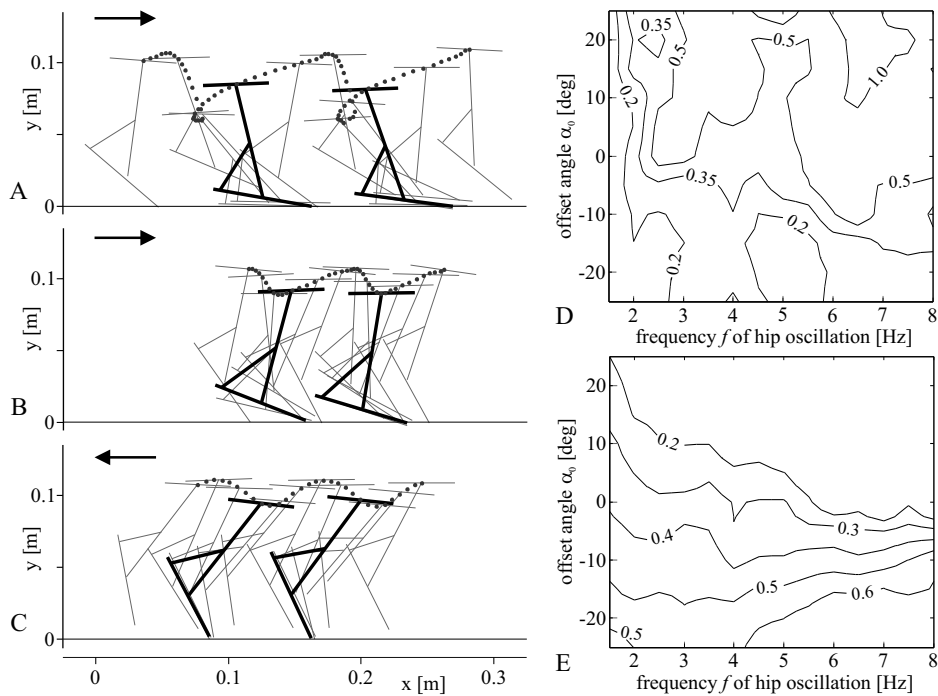 0.1
y [m]
0
A
0.1
y [m]
0
B
0.1
y [m]
0
C
0 0.1 0.2 0.3
x [m]
20
10
0
-10
-20
offset angle α₀ [deg]
0.35
0.5
0.2
0.5
1.0
0.35
0.5
0.2
0.2
2 3 4 5 6 7 8
D
frequency f of hip oscillation [Hz]
20
10
0
-10
-20
offset angle α₀ [deg]
0.2
0.3
0.4
0.5
0.6
0.5
2 3 4 5 6 7 8
E
frequency f of hip oscillation [Hz]